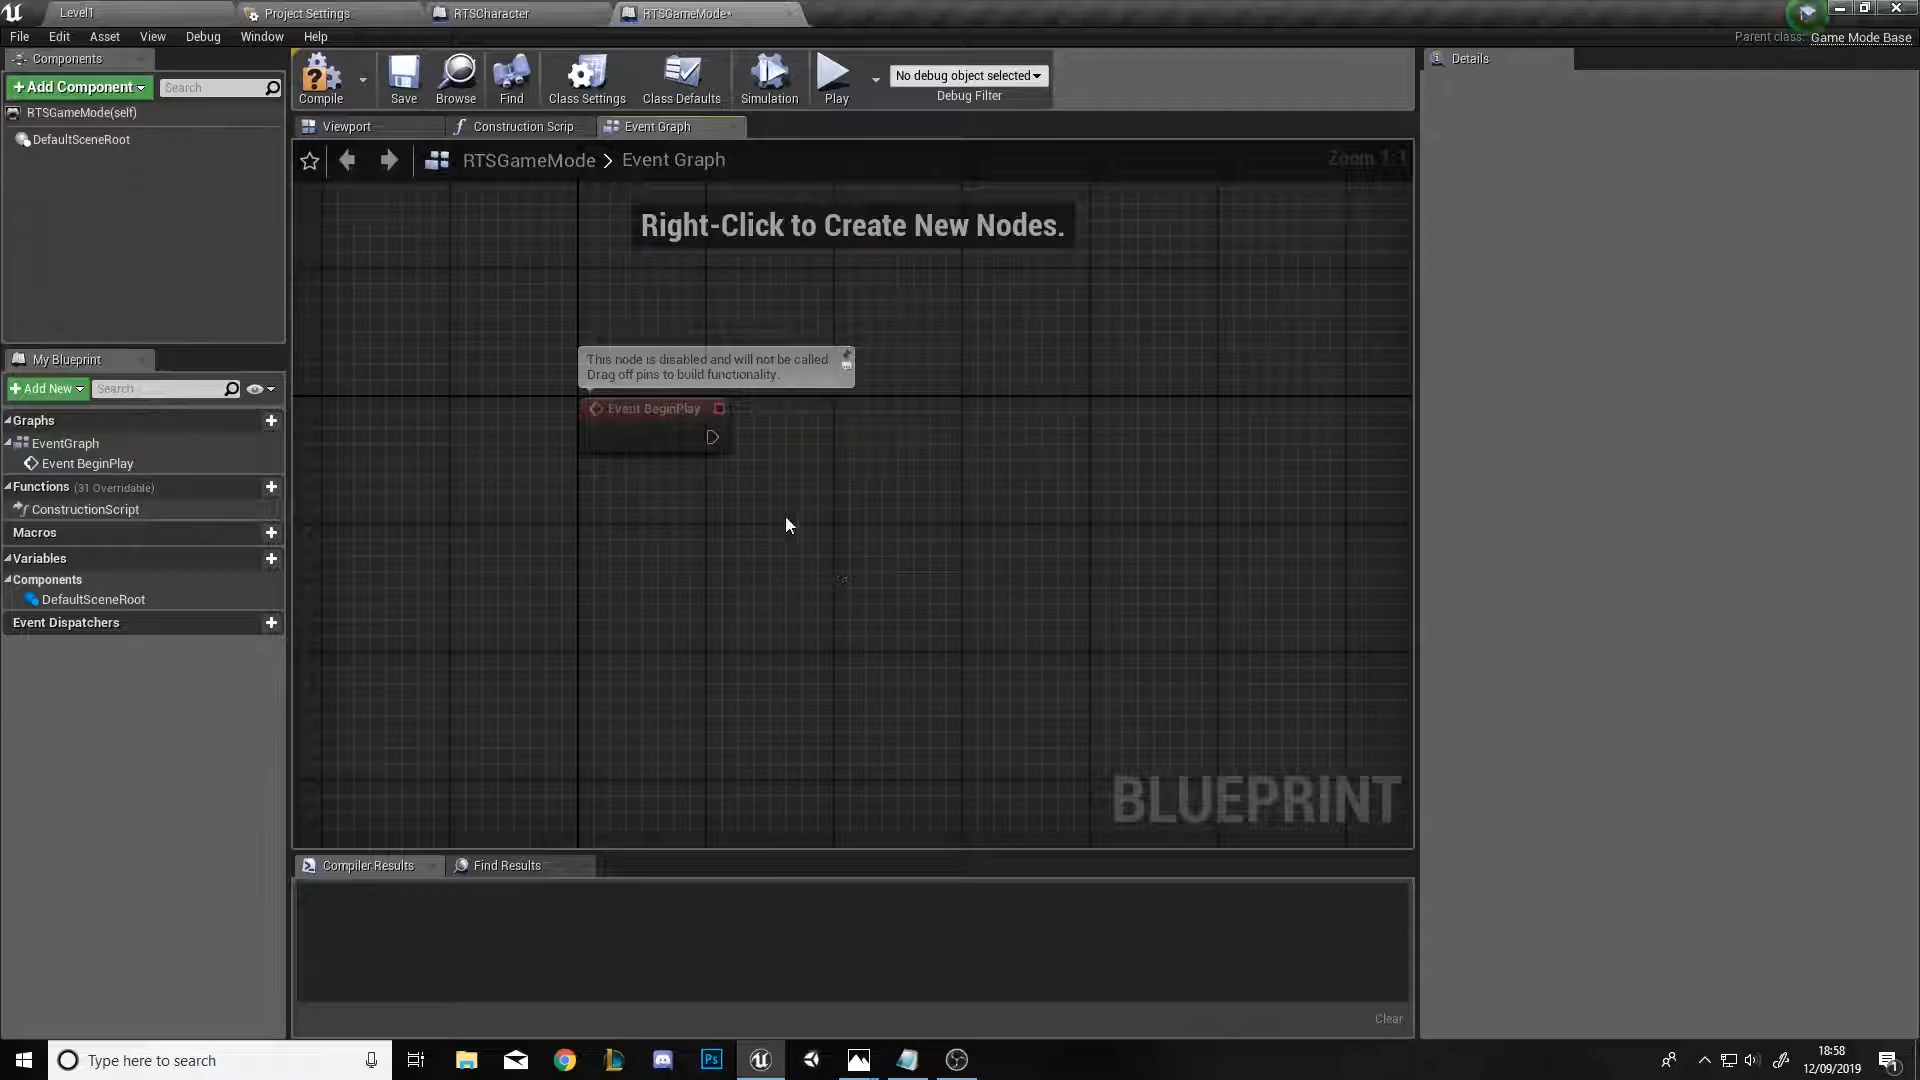 Level1
Project Settings
RTSCharacter
RTSGameMode*
File Edit Asset View Debug Window Help
Parent class: Game Mode Base
Components
+Add Component
Search
RTSGameMode(self)
DefaultSceneRoot
Compile
Save
Browse
Find
Class Settings
Class Defaults
Simulation
Play
No debug object selected
Debug Filter
Details
Viewport
Construction Scrip
Event Graph
RTSGameMode > Event Graph
Zoom 1:1
Right-Click to Create New Nodes.
This node is disabled and will not be called.
Drag off pins to build functionality.
Event BeginPlay
BLUEPRINT
My Blueprint
+Add New
Search
Graphs
EventGraph
Event BeginPlay
Functions (31 Overridable)
ConstructionScript
Macros
Variables
Components
DefaultSceneRoot
Event Dispatchers
Compiler Results
Find Results
Clear
Type here to search
Ps
18:58
12/09/2019
1